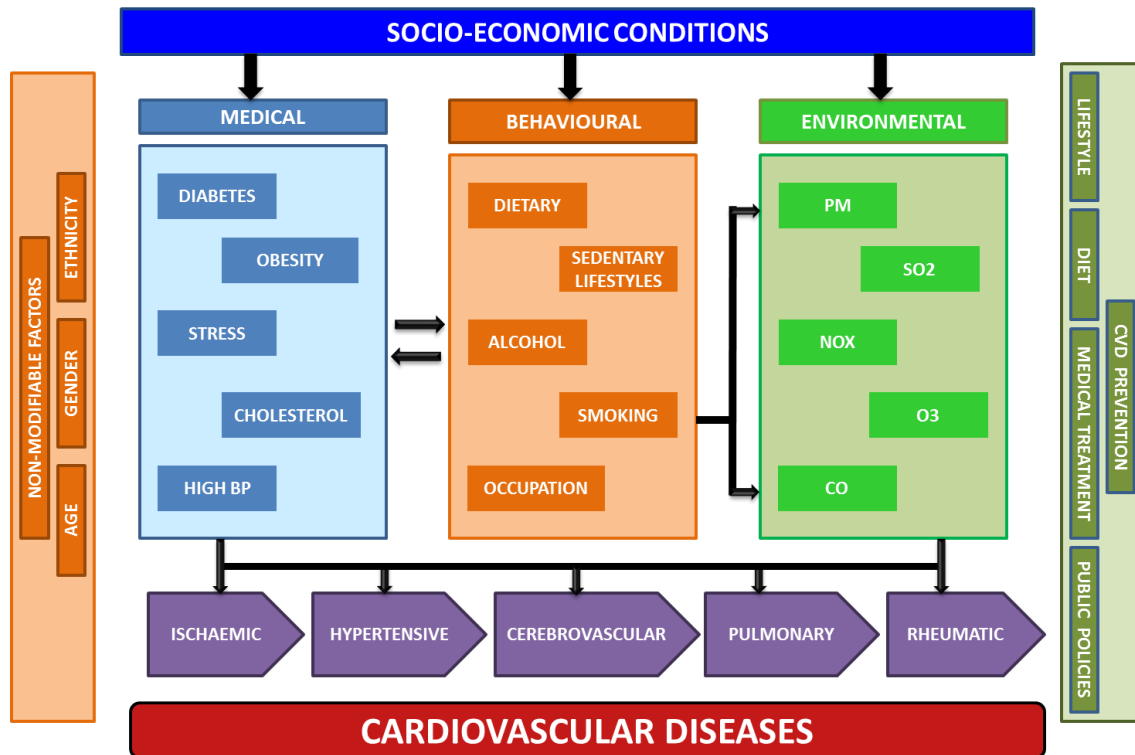 SOCIO-ECONOMIC CONDITIONS
NON-MODIFIABLE FACTORS
ETHNICITY
GENDER
AGE
MEDICAL
DIABETES
OBESITY
STRESS
CHOLESTEROL
HIGH BP
BEHAVIOURAL
DIETARY
SEDENTARY
LIFESTYLES
ALCOHOL
SMOKING
OCCUPATION
ENVIRONMENTAL
PM
SO2
NOX
O3
CO
LIFESTYLE
DIET
MEDICAL TREATMENT
PUBLIC POLICIES
CVD PREVENTION
ISCHAEMIC
HYPERTENSIVE
CEREBROVASCULAR
PULMONARY
RHEUMATIC
CARDIOVASCULAR DISEASES